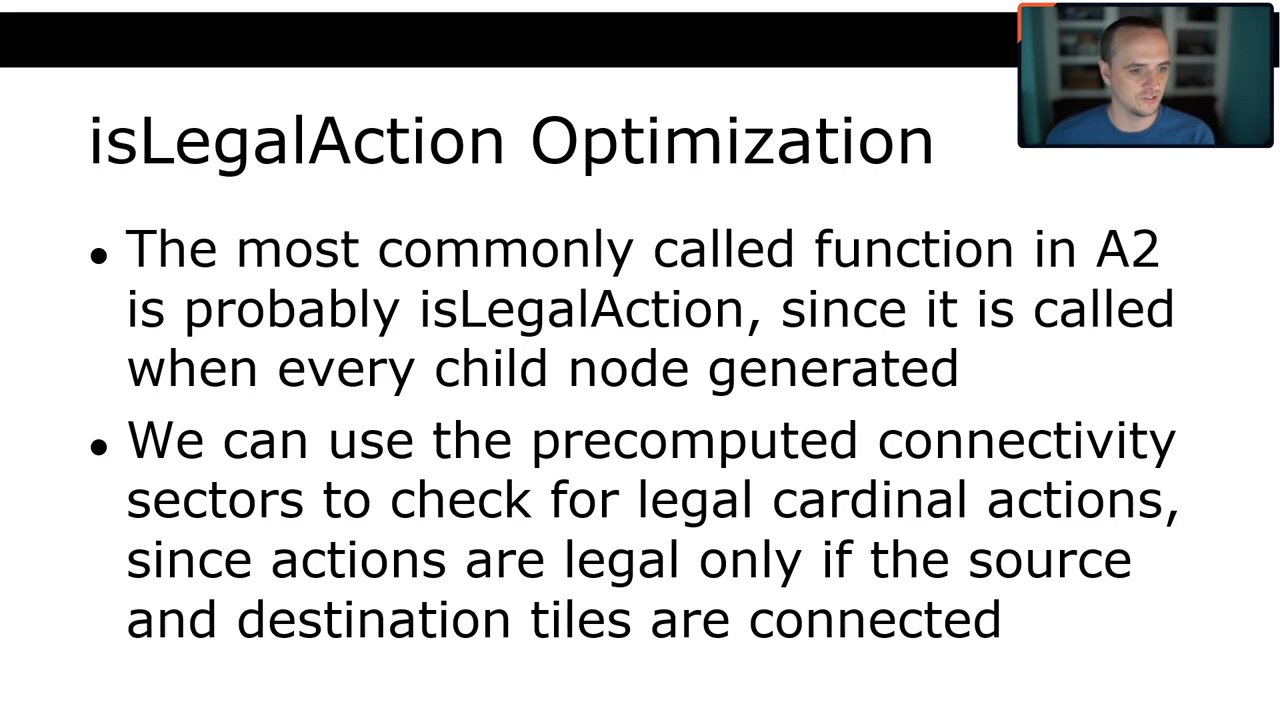 isLegalAction Optimization
• The most commonly called function in A2
is probably isLegalAction, since it is called
when every child node generated
• We can use the precomputed connectivity
sectors to check for legal cardinal actions,
since actions are legal only if the source
and destination tiles are connected